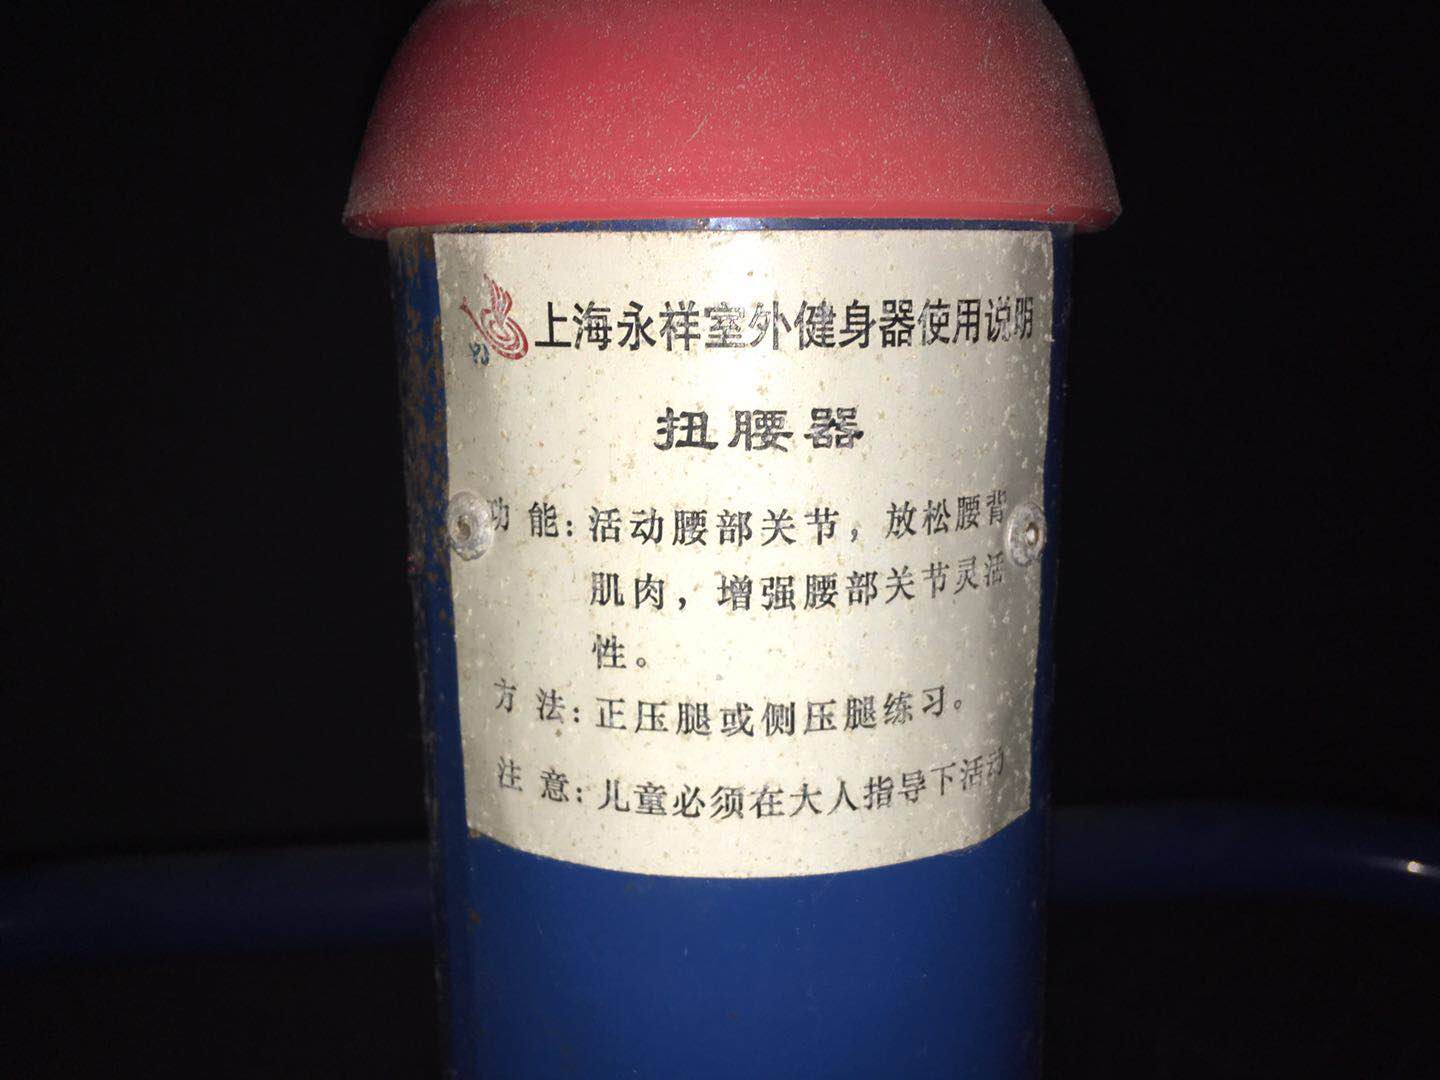 上海永祥室外健身器使用说明
扭腰器
功能：活动腰部关节，放松腰背
肌肉，增强腰部关节灵活
性。
方法：正压腿或侧压腿练习。
注意：儿童必须在大人指导下活动